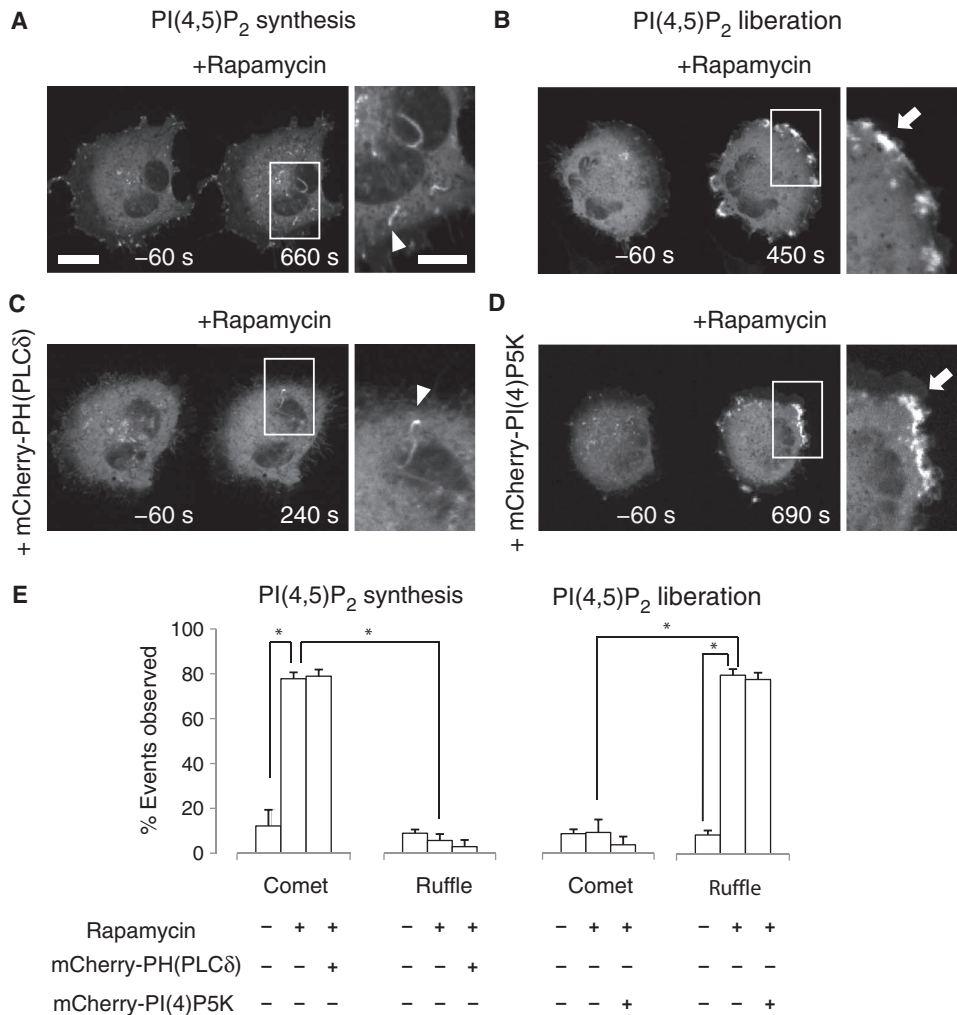 A PI(4,5)P2 synthesis
+Rapamycin
–60 s 660 s
B PI(4,5)P2 liberation
+Rapamycin
–60 s 450 s
C
+ mCherry-PH(PLCδ)
+Rapamycin
–60 s 240 s
D
+ mCherry-PI(4)P5K
+Rapamycin
–60 s 690 s
E PI(4,5)P2 synthesis PI(4,5)P2 liberation
% Events observed
100
80
60
40
20
0
* * * *
Comet Ruffle Comet Ruffle
Rapamycin – + + – + + – + + – + +
mCherry-PH(PLCδ) – – + – – + – – – – – –
mCherry-PI(4)P5K – – – – – – – – + – – +